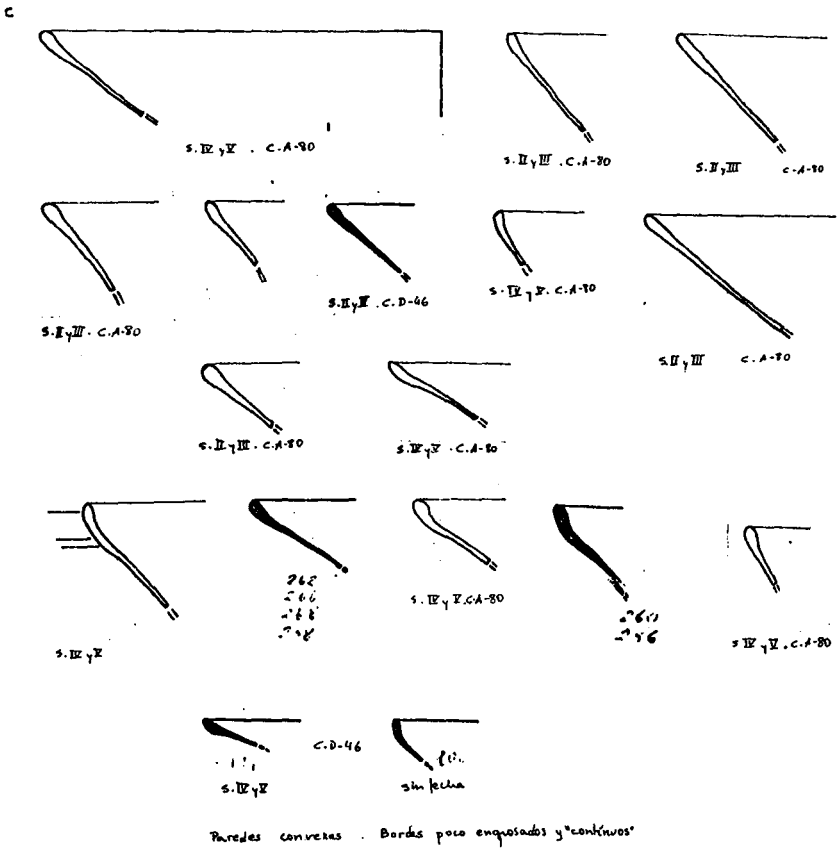 C
S. IV y V . C.A-80
S. II y III . C.A-80
S. II y III C.A-80
S. II y III . C.A-80
S. II y III . C.D-46
S. IV y V . C.A-80
S. II y III C.A-80
S. II y III . C.A-80
S. IV y V . C.A-80
S. IV y V
262
S. IV y V . C.A-80
S. IV y V . C.A-80
C.D-46
S. IV y V
sin fecha
Paredes convexas . Bordes poco engrosados y "contínuos"